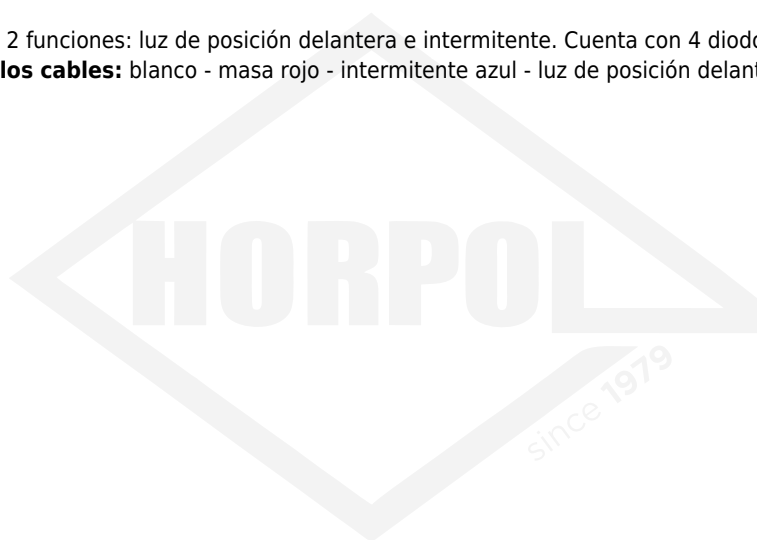 2 funciones: luz de posición delantera e intermitente. Cuenta con 4
los cables: blanco - masa rojo - intermitente azul - luz de posición
HORPOL
since 1979